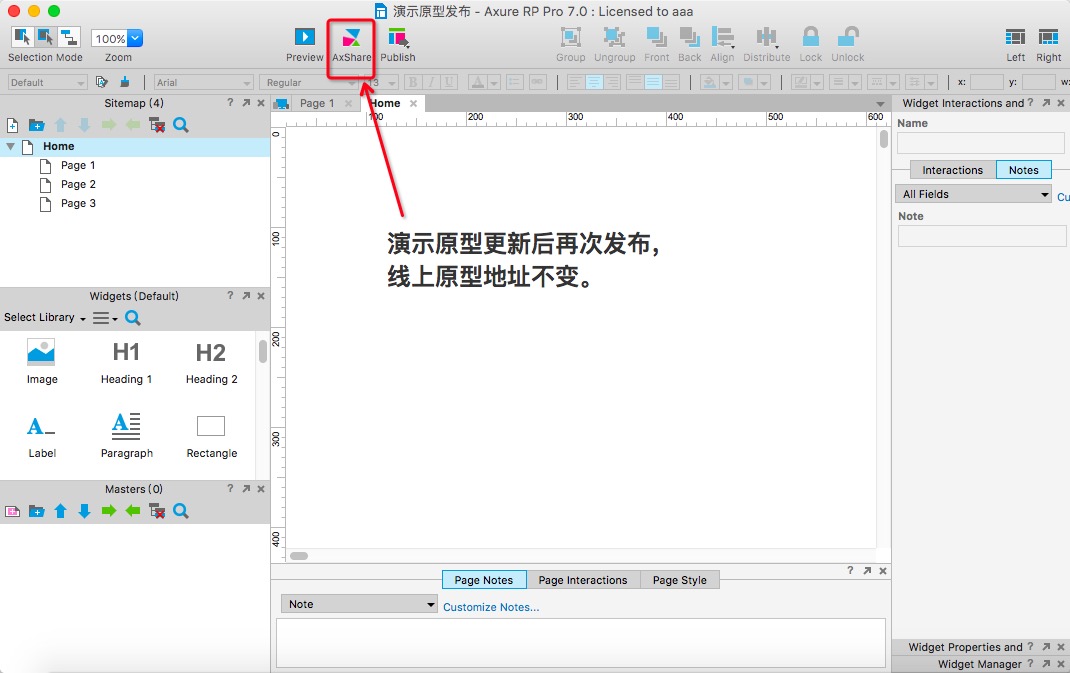 演示原型发布 - Axure RP Pro 7.0 : Licensed to aaa
100%
Selection Mode
Zoom
Preview
AxShare
Publish
Group
Ungroup
Front
Back
Align
Distribute
Lock
Unlock
Left
Right
Default
Arial
Regular
13
B
I
U
x:
y:
w:
Sitemap (4)
?
Home
Page 1
Page 2
Page 3
Widgets (Default)
?
Select Library
Image
H1
Heading 1
H2
Heading 2
Label
Paragraph
Rectangle
Masters (0)
?
Page 1
Home
0
100
200
300
400
500
600
0
100
200
300
400
演示原型更新后再次发布，
线上原型地址不变。
?
Page Notes
Page Interactions
Page Style
Note
Customize Notes...
Widget Interactions and
?
Name
Interactions
Notes
All Fields
Cu
Note
Widget Properties and
?
Widget Manager
?